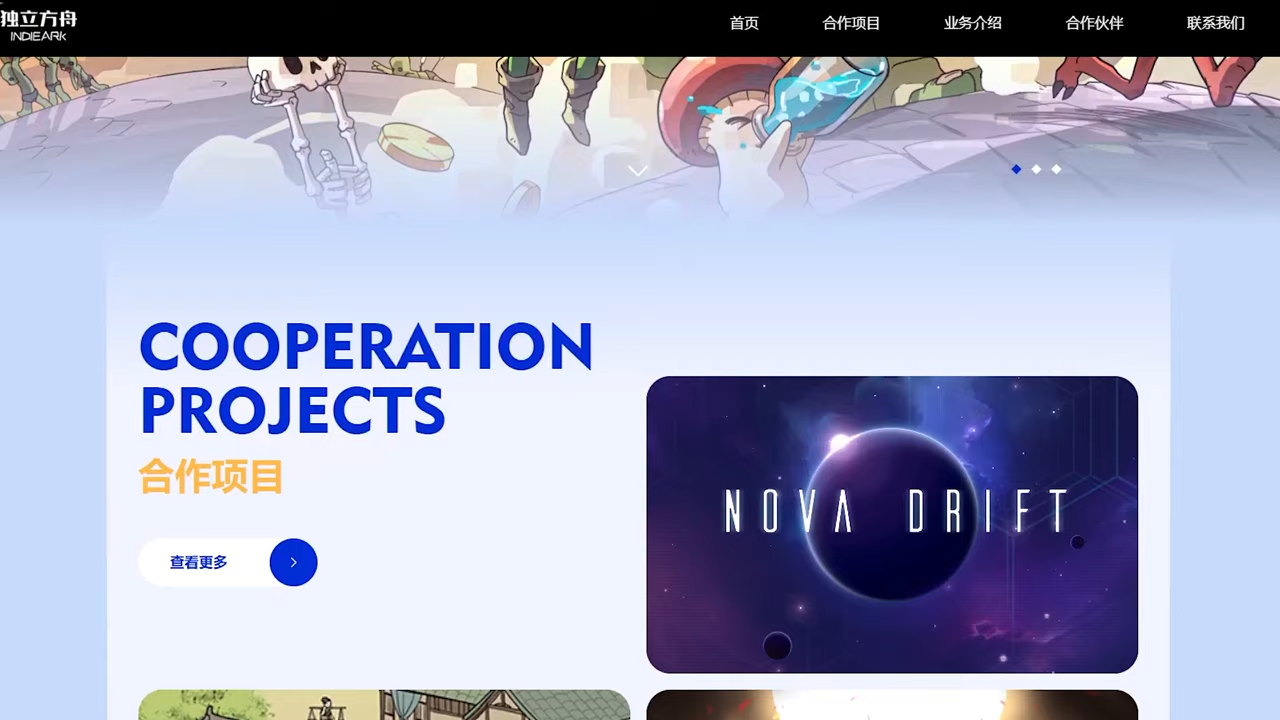 独立方舟
INDIEARK
首页
合作项目
业务介绍
合作伙伴
联系我们
COOPERATION
PROJECTS
合作项目
查看更多
NOVA DRIFT